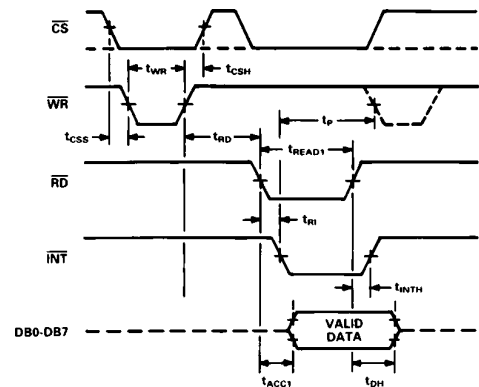 CS
tWR
tCSH
WR
tCSS
tRD
tP
tREAD1
RD
tRI
INT
tINTH
DB0-DB7
VALID
DATA
tACC1
tDH